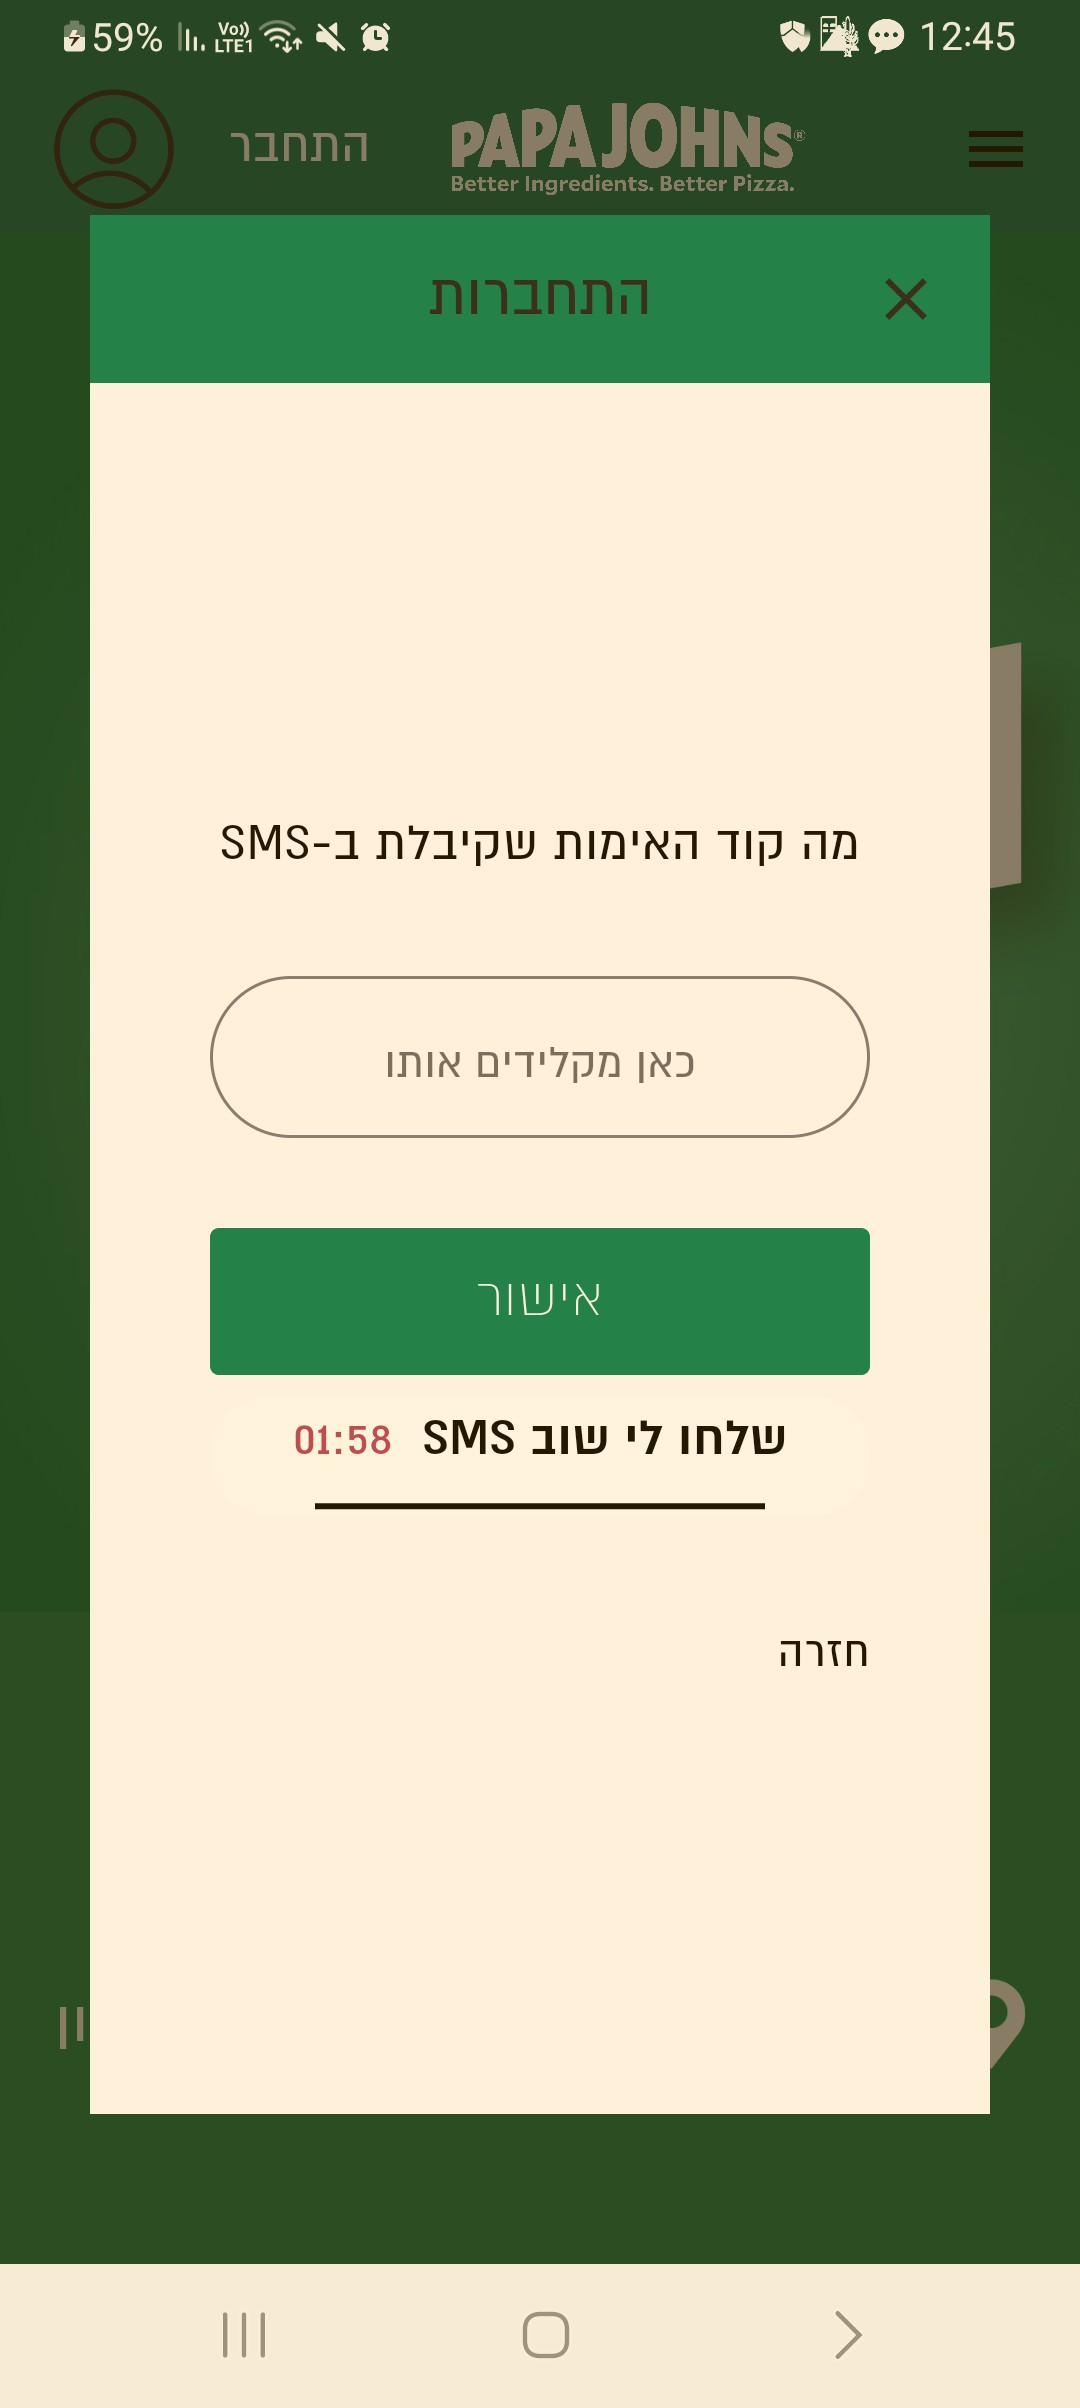 59% Vo)) LTE1 12:45
התחבר PAPA JOHNS®
Better Ingredients. Better Pizza.
התחברות
מה קוד האימות שקיבלת ב-SMS
כאן מקלידים אותו
אישור
שלחו לי שוב SMS 01:58
חזרה